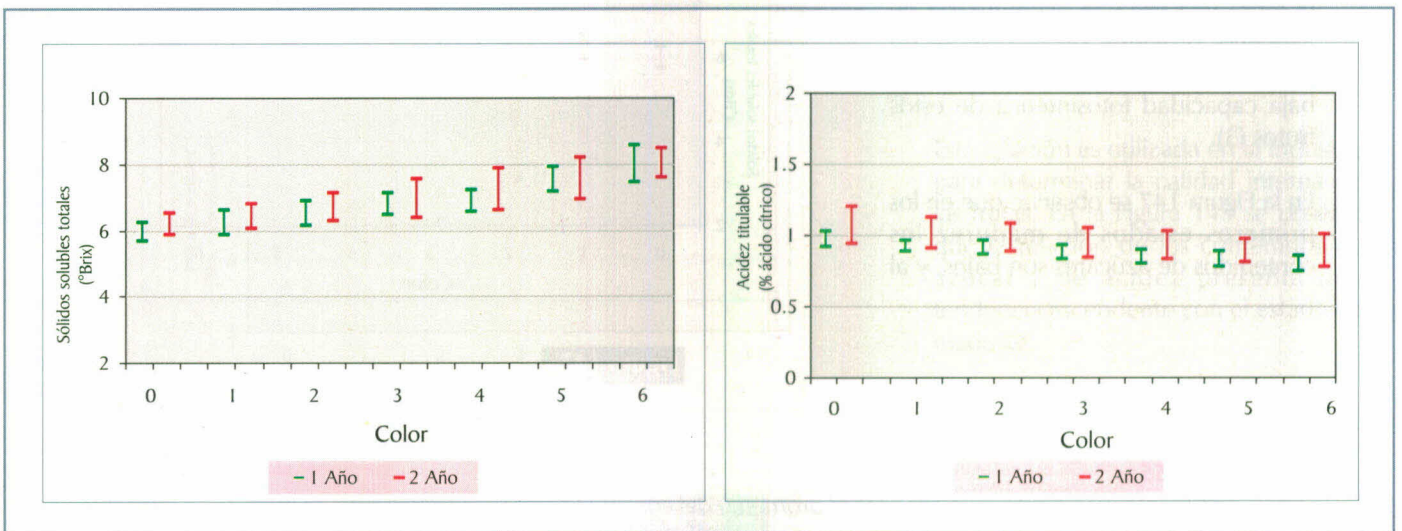 Sólidos solubles totales
(°Brix)
10
8
6
4
2
0 1 2 3 4 5 6
Color
1 Año 2 Año
Acidez titulable
(% ácido cítrico)
2
1.5
1
0.5
0
0 1 2 3 4 5 6
Color
1 Año 2 Año